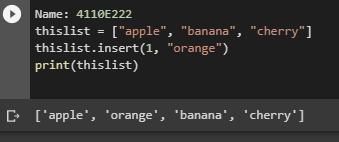 Name: 4110E222
thislist = ["apple", "banana", "cherry"]
thislist.insert(1, "orange")
print(thislist)
['apple', 'orange', 'banana', 'cherry']